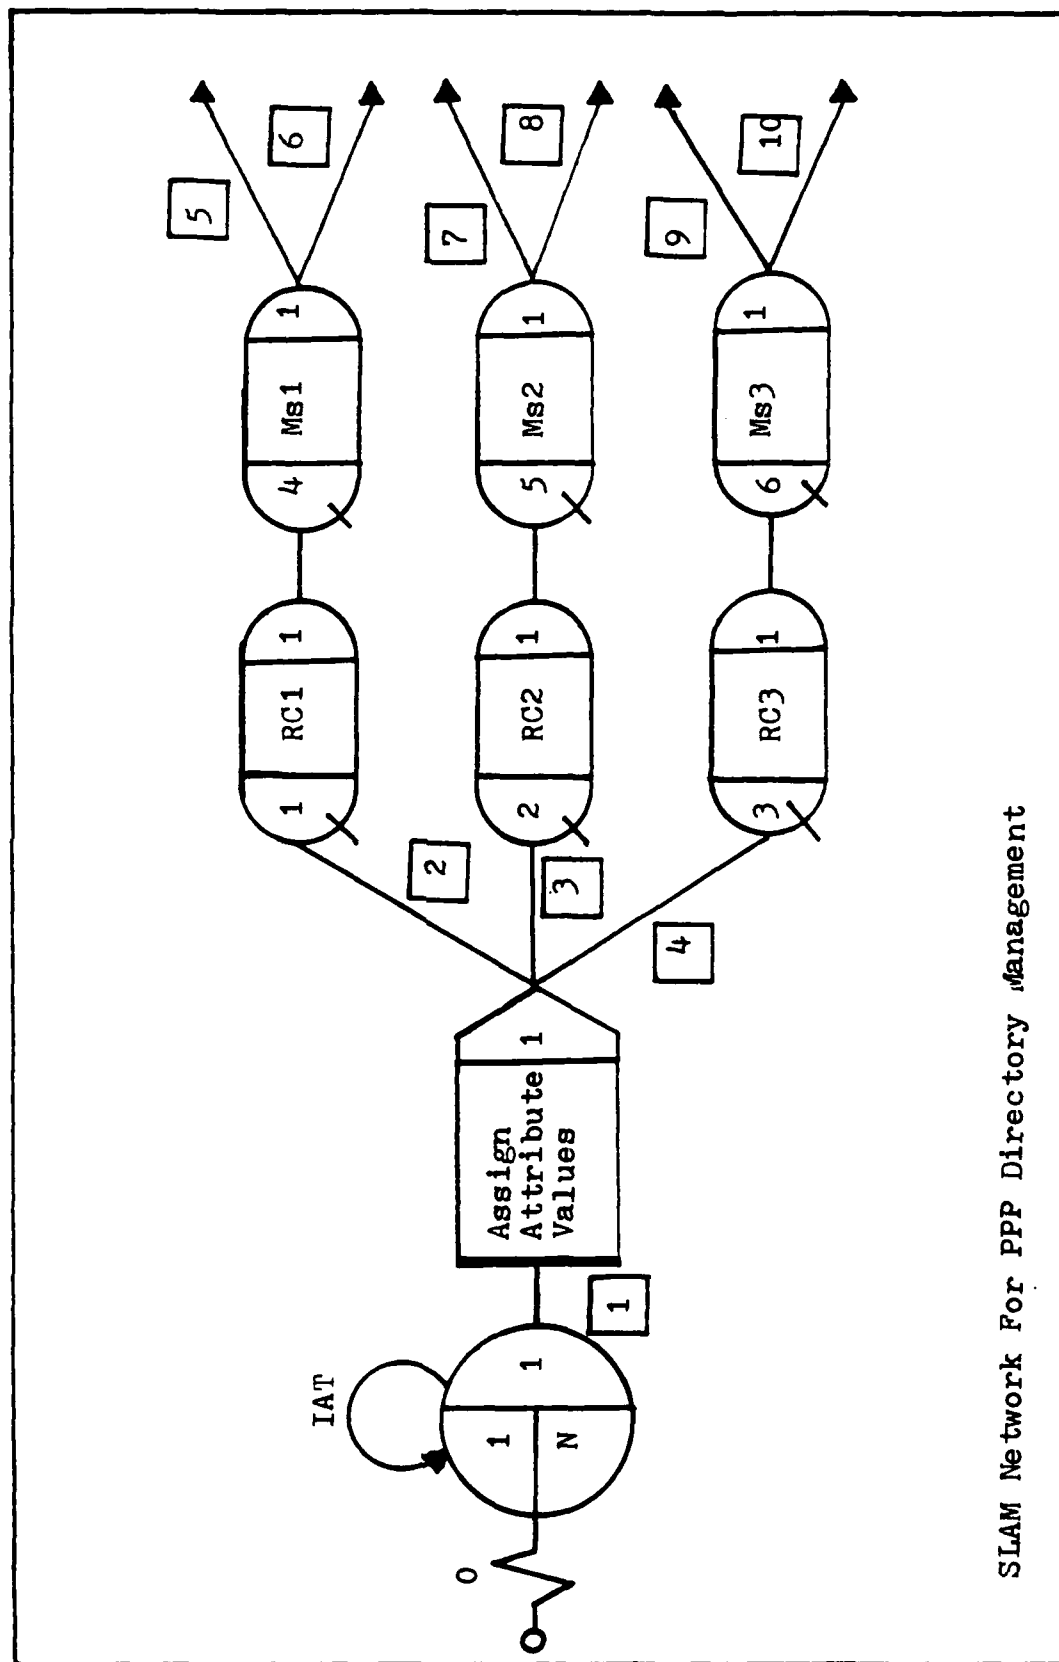 O
IAT
1
N
1
1
Assign
Attribute
Values
1
2
3
4
1 RC1 1
4 Ms1 1
5
6
2 RC2 1
5 Ms2 1
7
8
3 RC3 1
6 Ms3 1
9
10
SLAM Network For PPP Directory Management